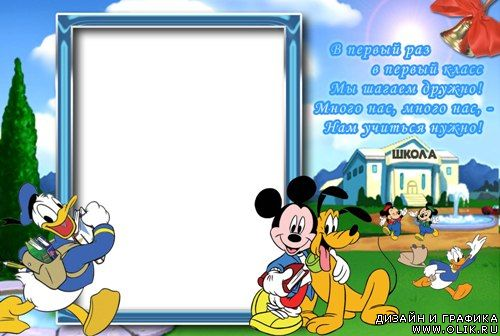 В первый раз
в первый класс
Мы шагаем дружно!
Много нас, много нас, -
Нам учиться нужно!
ШКОЛА
ДИЗАЙН И ГРАФИКА
WWW.OLIK.RU